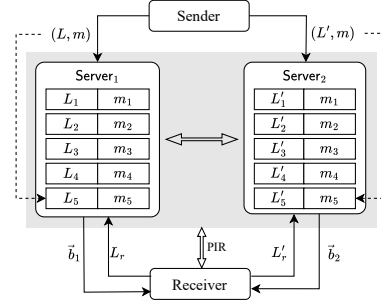 Sender
(L, m)
(L′, m)
Server₁
Server₂
L₁ m₁
L₂ m₂
L₃ m₃
L₄ m₄
L₅ m₅
L′₁ m₁
L′₂ m₂
L′₃ m₃
L′₄ m₄
L′₅ m₅
b⃗₁
Lᵣ
PIR
L′ᵣ
b⃗₂
Receiver